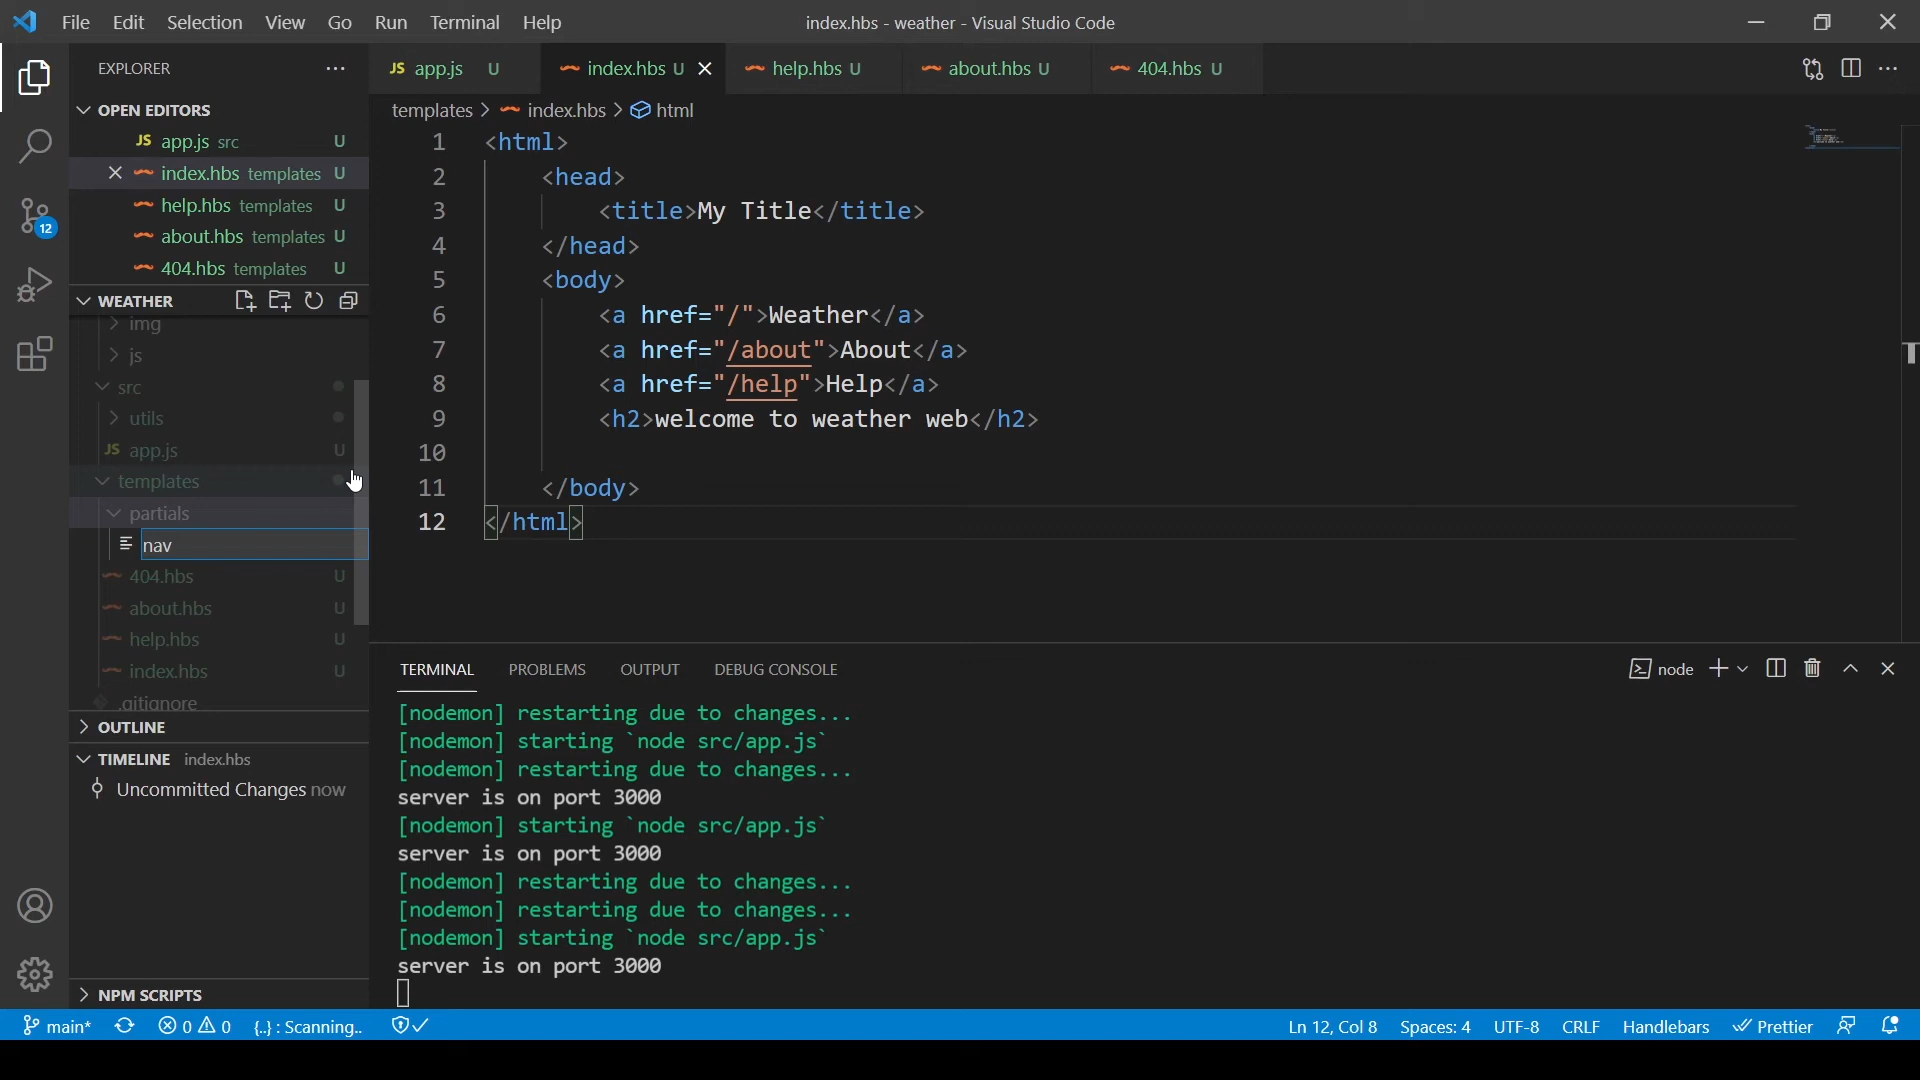 File Edit Selection View Go Run Terminal Help index.hbs - weather - Visual Studio Code
EXPLORER
OPEN EDITORS
JS app.js src U
index.hbs templates U
help.hbs templates U
about.hbs templates U
404.hbs templates U
WEATHER
img
js
src
utils
JS app.js U
templates
partials
nav
404.hbs U
about.hbs U
help.hbs U
index.hbs U
.gitignore
OUTLINE
TIMELINE index.hbs
Uncommitted Changes now
NPM SCRIPTS
12
JS app.js U index.hbs U help.hbs U about.hbs U 404.hbs U
templates > index.hbs > html
1 <html>
2 <head>
3 <title>My Title</title>
4 </head>
5 <body>
6 <a href="/">Weather</a>
7 <a href="/about">About</a>
8 <a href="/help">Help</a>
9 <h2>welcome to weather web</h2>
10
11 </body>
12 </html>
TERMINAL PROBLEMS OUTPUT DEBUG CONSOLE node
[nodemon] restarting due to changes...
[nodemon] starting `node src/app.js`
[nodemon] restarting due to changes...
server is on port 3000
[nodemon] starting `node src/app.js`
server is on port 3000
[nodemon] restarting due to changes...
[nodemon] restarting due to changes...
[nodemon] starting `node src/app.js`
server is on port 3000
main* 0 0 {..} : Scanning.. Ln 12, Col 8 Spaces: 4 UTF-8 CRLF Handlebars Prettier